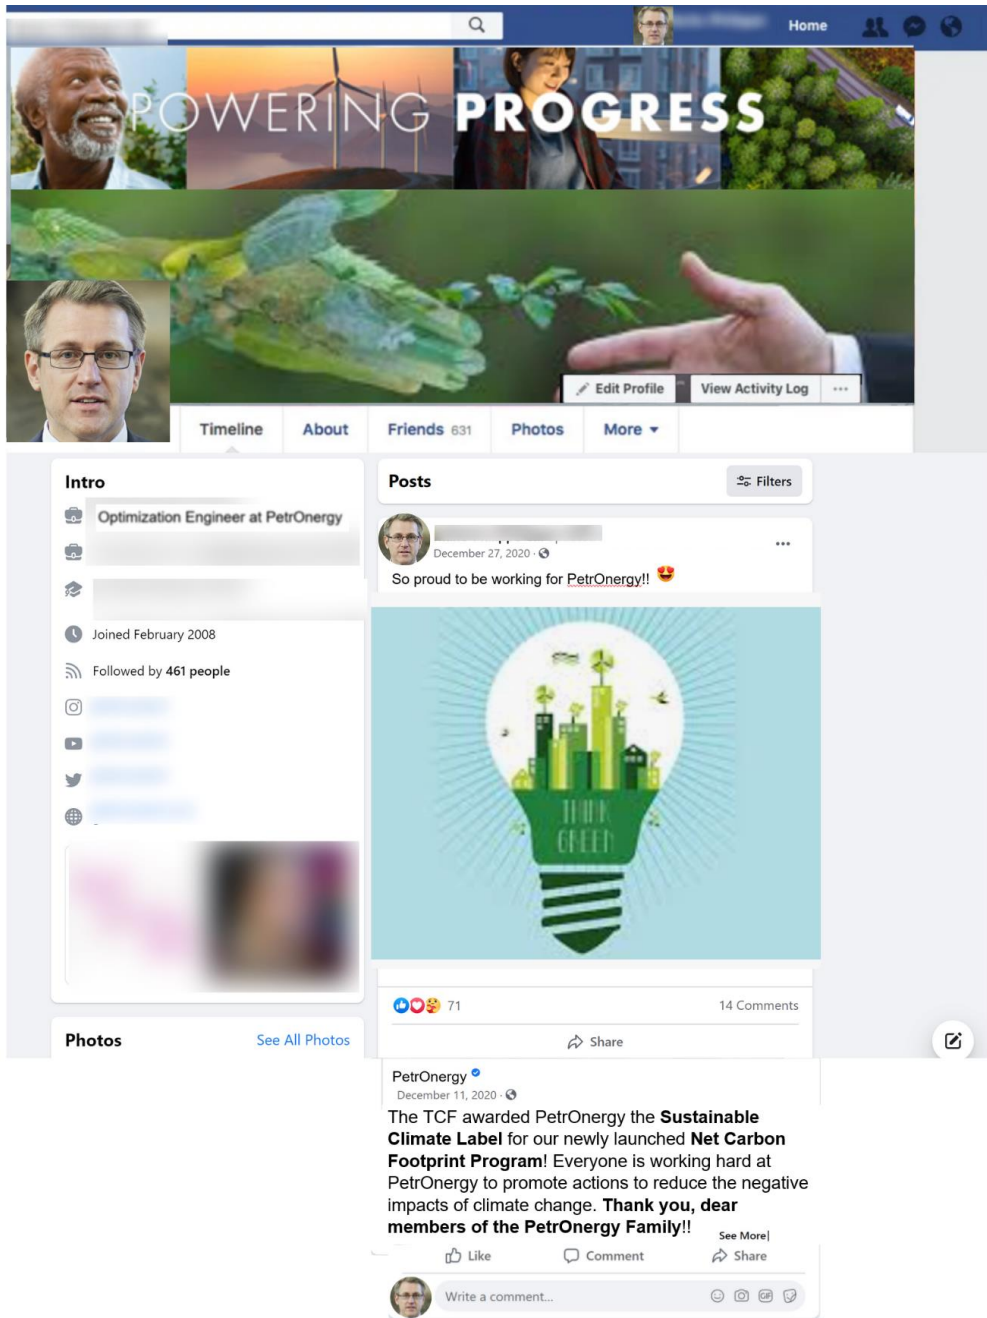 Home
POWERING PROGRESS
Edit Profile
View Activity Log
Timeline
About
Friends 631
Photos
More
Intro
Optimization Engineer at PetrOnergy
Joined February 2008
Followed by 461 people
Photos
See All Photos
Posts
Filters
December 27, 2020
So proud to be working for PetrOnergy!!
THINK
GREEN
71
14 Comments
Share
PetrOnergy
December 11, 2020
The TCF awarded PetrOnergy the Sustainable
Climate Label for our newly launched Net Carbon
Footprint Program! Everyone is working hard at
PetrOnergy to promote actions to reduce the negative
impacts of climate change. Thank you, dear
members of the PetrOnergy Family!!
See More
Like
Comment
Share
Write a comment...
GIF